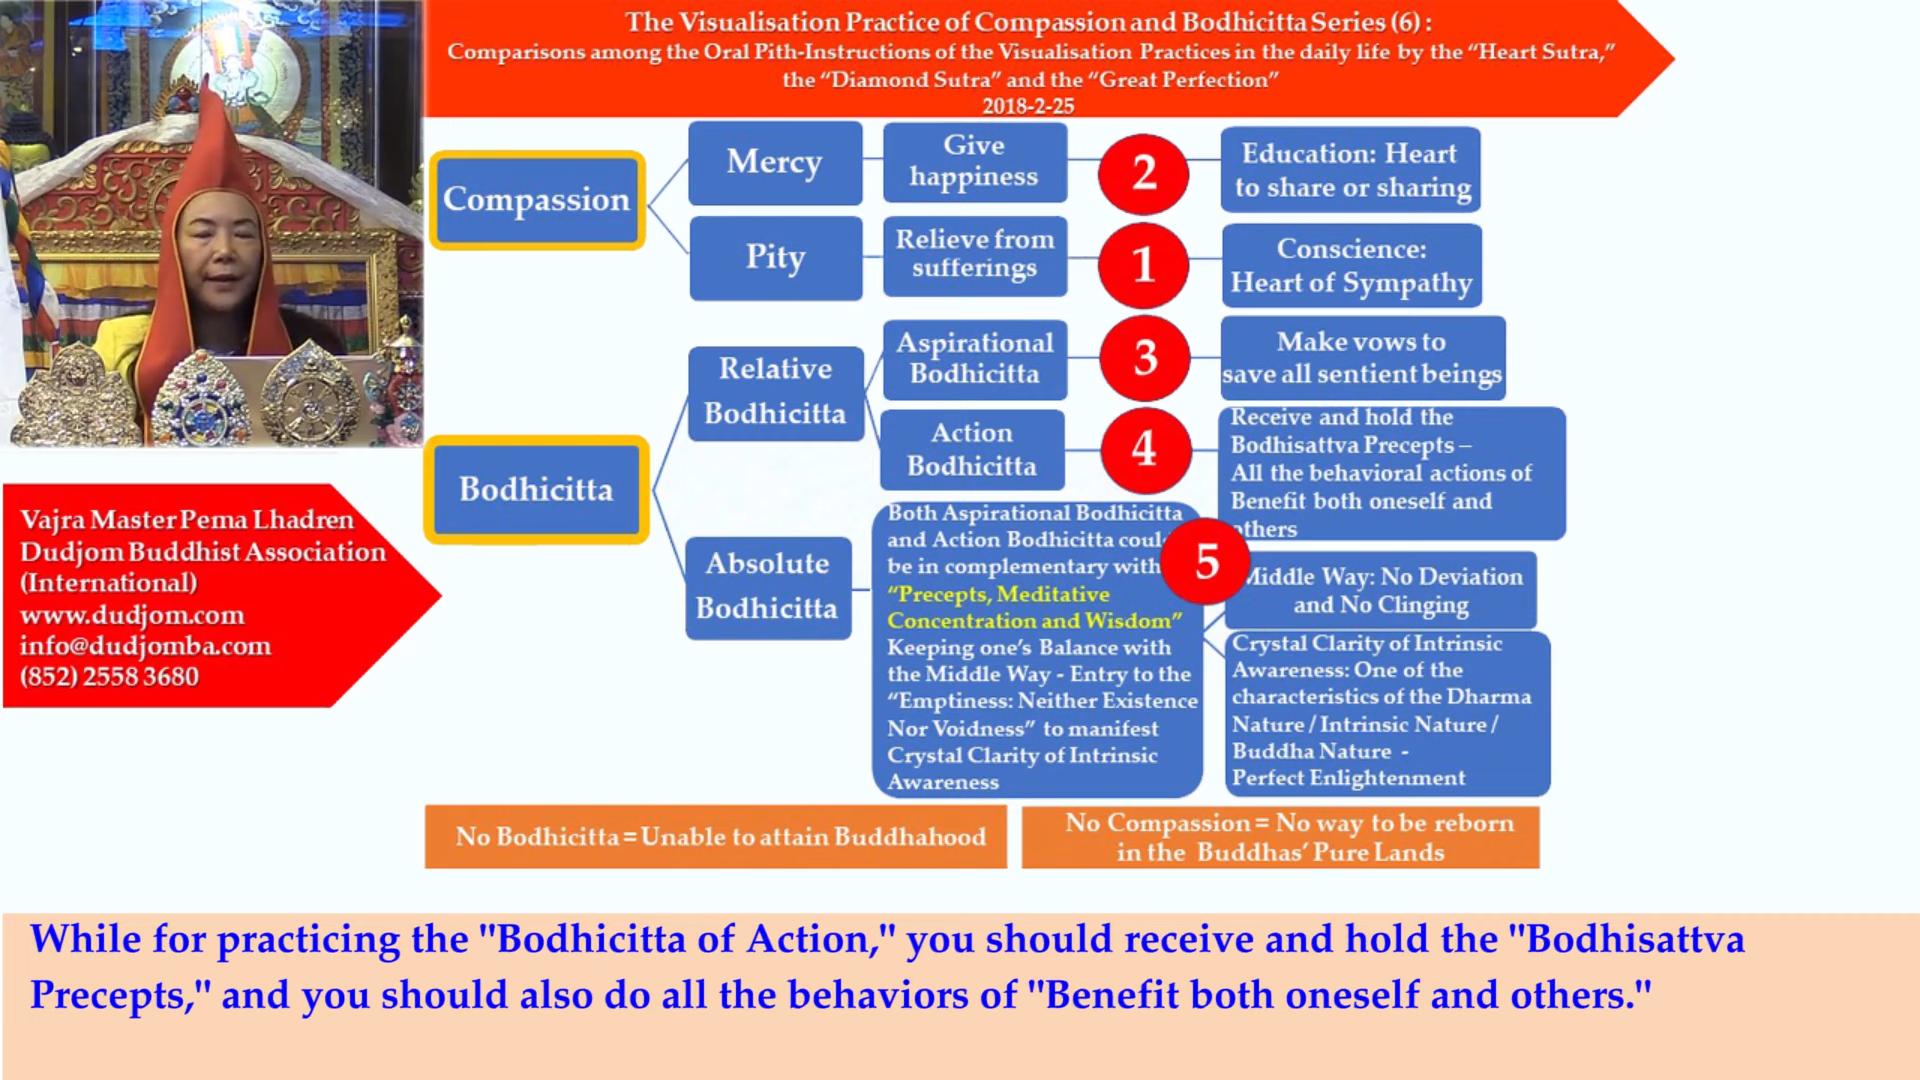 The Visualisation Practice of Compassion and Bodhicitta Series (6) :
Comparisons among the Oral Pith-Instructions of the Visualisation Practices in the daily life by the “Heart Sutra,”
the “Diamond Sutra” and the “Great Perfection”
2018-2-25
Compassion
Mercy
Give
happiness
2
Education: Heart
to share or sharing
Pity
Relieve from
sufferings
1
Conscience:
Heart of Sympathy
Bodhicitta
Relative
Bodhicitta
Aspirational
Bodhicitta
3
Make vows to
save all sentient beings
Action
Bodhicitta
4
Receive and hold the
Bodhisattva Precepts –
All the behavioral actions of
Benefit both oneself and
others
Absolute
Bodhicitta
Both Aspirational Bodhicitta
and Action Bodhicitta could
be in complementary with
“Precepts, Meditative
Concentration and Wisdom”
Keeping one’s Balance with
the Middle Way - Entry to the
“Emptiness: Neither Existence
Nor Voidness” to manifest
Crystal Clarity of Intrinsic
Awareness
5
Middle Way: No Deviation
and No Clinging
Crystal Clarity of Intrinsic
Awareness: One of the
characteristics of the Dharma
Nature / Intrinsic Nature /
Buddha Nature -
Perfect Enlightenment
Vajra Master Pema Lhadren
Dudjom Buddhist Association
(International)
www.dudjom.com
info@dudjomba.com
(852) 2558 3680
No Bodhicitta = Unable to attain Buddhahood
No Compassion = No way to be reborn
in the Buddhas’ Pure Lands
While for practicing the "Bodhicitta of Action," you should receive and hold the "Bodhisattva
Precepts," and you should also do all the behaviors of "Benefit both oneself and others."